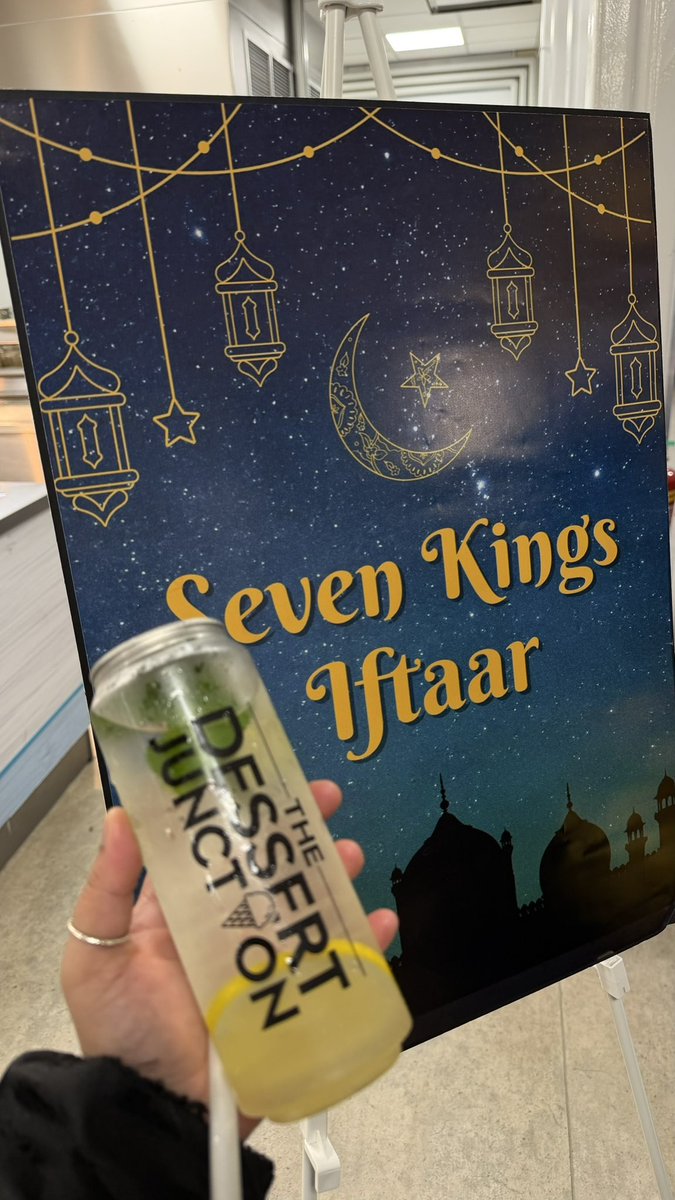 Seven Kings
Iftaar
THE
DESSERT
JUNCTION